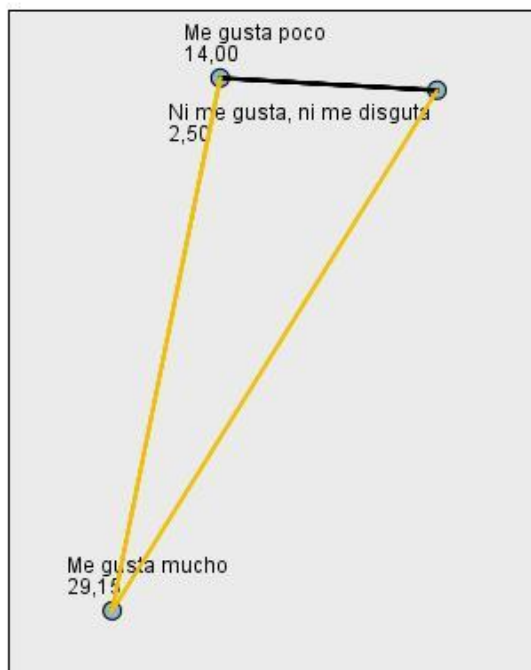 Me gusta poco
14,00
Ni me gusta, ni me disguta
2,50
Me gusta mucho
29,15